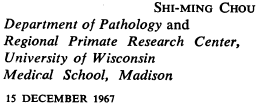 SHI-MING CHOU
Department of Pathology and
Regional Primate Research Center,
University of Wisconsin
Medical School, Madison
15 DECEMBER 1967